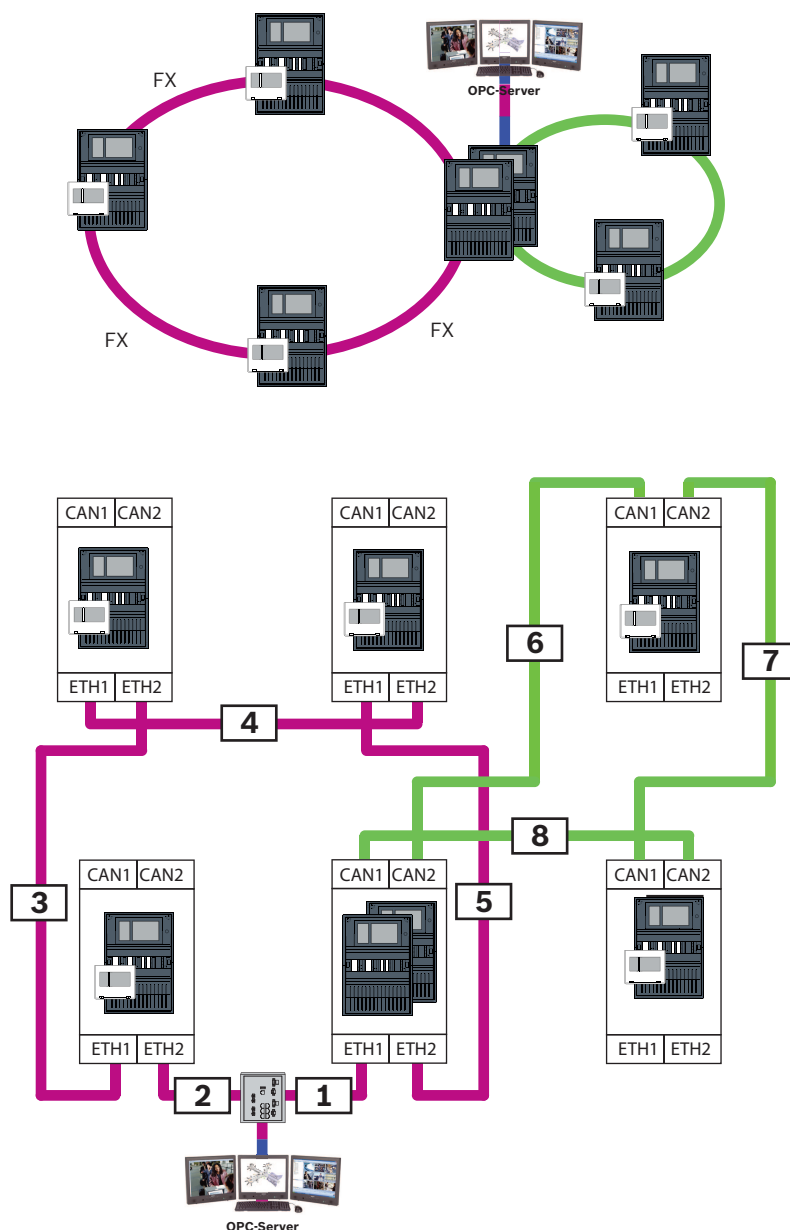 FX
OPC-Server
FX
FX
CAN1 CAN2
CAN1 CAN2
CAN1 CAN2
6
7
ETH1 ETH2
ETH1 ETH2
ETH1 ETH2
4
8
CAN1 CAN2
CAN1 CAN2
CAN1 CAN2
3
5
ETH1 ETH2
ETH1 ETH2
ETH1 ETH2
2
1
OPC-Server